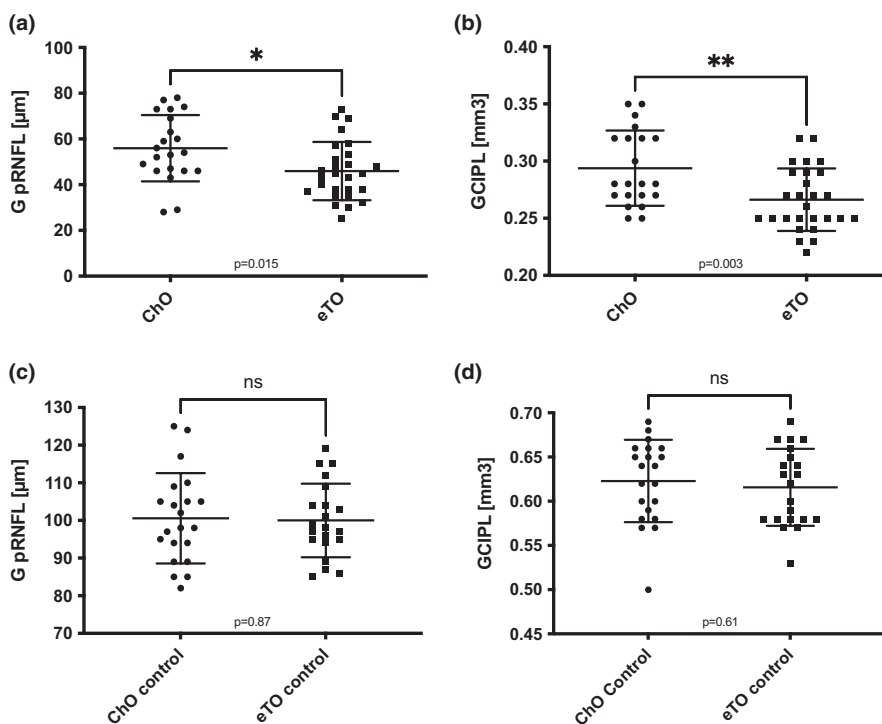 (a)
*
G pRNFL [µm]
100
80
60
40
20
0
p=0.015
ChO
eTO
(b)
**
GCIPL [mm3]
0.40
0.35
0.30
0.25
0.20
p=0.003
ChO
eTO
(c)
ns
G pRNFL [µm]
130
120
110
100
90
80
70
p=0.87
ChO control
eTO control
(d)
ns
GCIPL [mm3]
0.70
0.65
0.60
0.55
0.50
0.45
p=0.61
ChO Control
eTO control